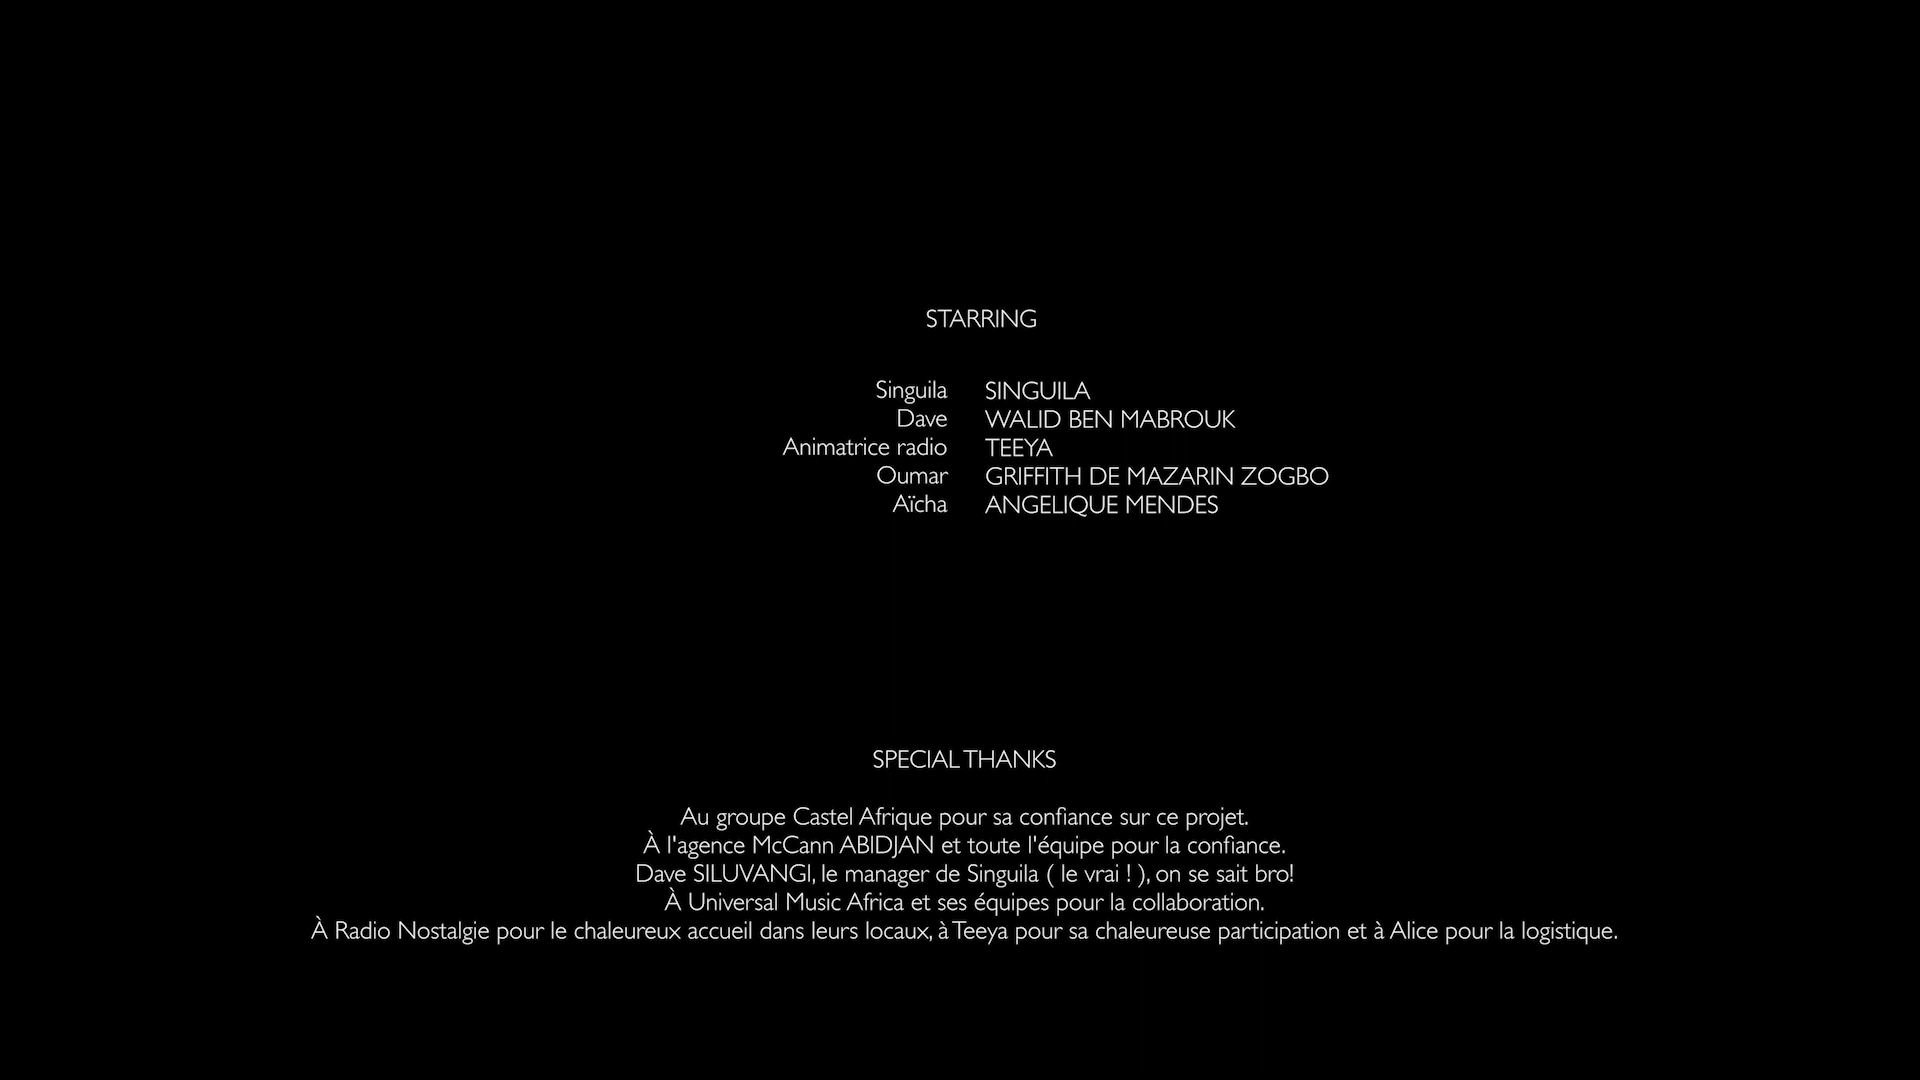 STARRING
Singuila SINGUILA
Dave WALID BEN MABROUK
Animatrice radio TEEYA
Oumar GRIFFITH DE MAZARIN ZOGBO
Aïcha ANGELIQUE MENDES
SPECIAL THANKS
Au groupe Castel Afrique pour sa confiance sur ce projet.
À l'agence McCann ABIDJAN et toute l'équipe pour la confiance.
Dave SILUVANGI, le manager de Singuila ( le vrai ! ), on se sait bro!
À Universal Music Africa et ses équipes pour la collaboration.
À Radio Nostalgie pour le chaleureux accueil dans leurs locaux, à Teeya pour sa chaleureuse participation et à Alice pour la logistique.